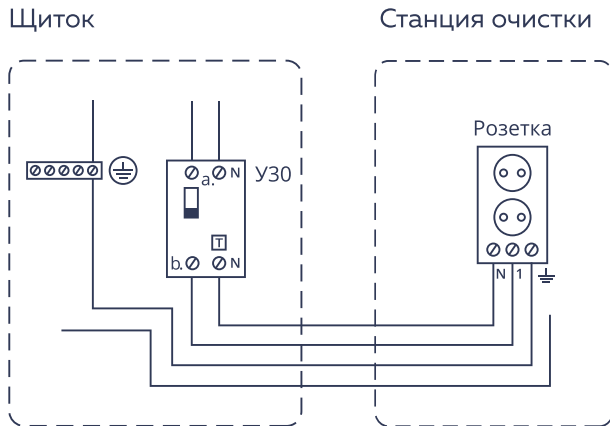 Щиток
Станция очистки
Розетка
a. N
УЗО
T
b. N
N 1